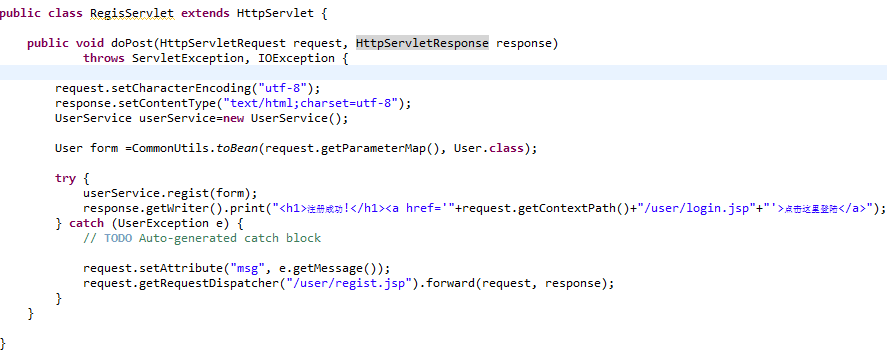 public class RegisServlet extends HttpServlet {
public void doPost(HttpServletRequest request, HttpServletResponse response)
throws ServletException, IOException {
request.setCharacterEncoding("utf-8");
response.setContentType("text/html;charset=utf-8");
UserService userService=new UserService();
User form =CommonUtils.toBean(request.getParameterMap(), User.class);
try {
userService.regist(form);
response.getWriter().print("<h1>注册成功!</h1><a href='"+request.getContextPath()+"/user/login.jsp"+"'>点击这里登陆</a>");
} catch (UserException e) {
// TODO Auto-generated catch block
request.setAttribute("msg", e.getMessage());
request.getRequestDispatcher("/user/regist.jsp").forward(request, response);
}
}
}